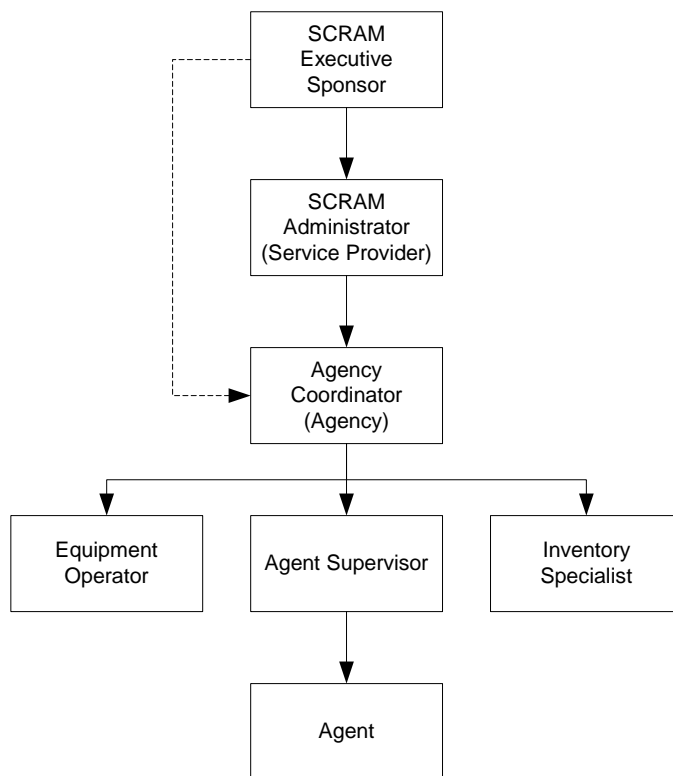 SCRAM
Executive
Sponsor
SCRAM
Administrator
(Service Provider)
Agency
Coordinator
(Agency)
Equipment
Operator
Agent Supervisor
Inventory
Specialist
Agent